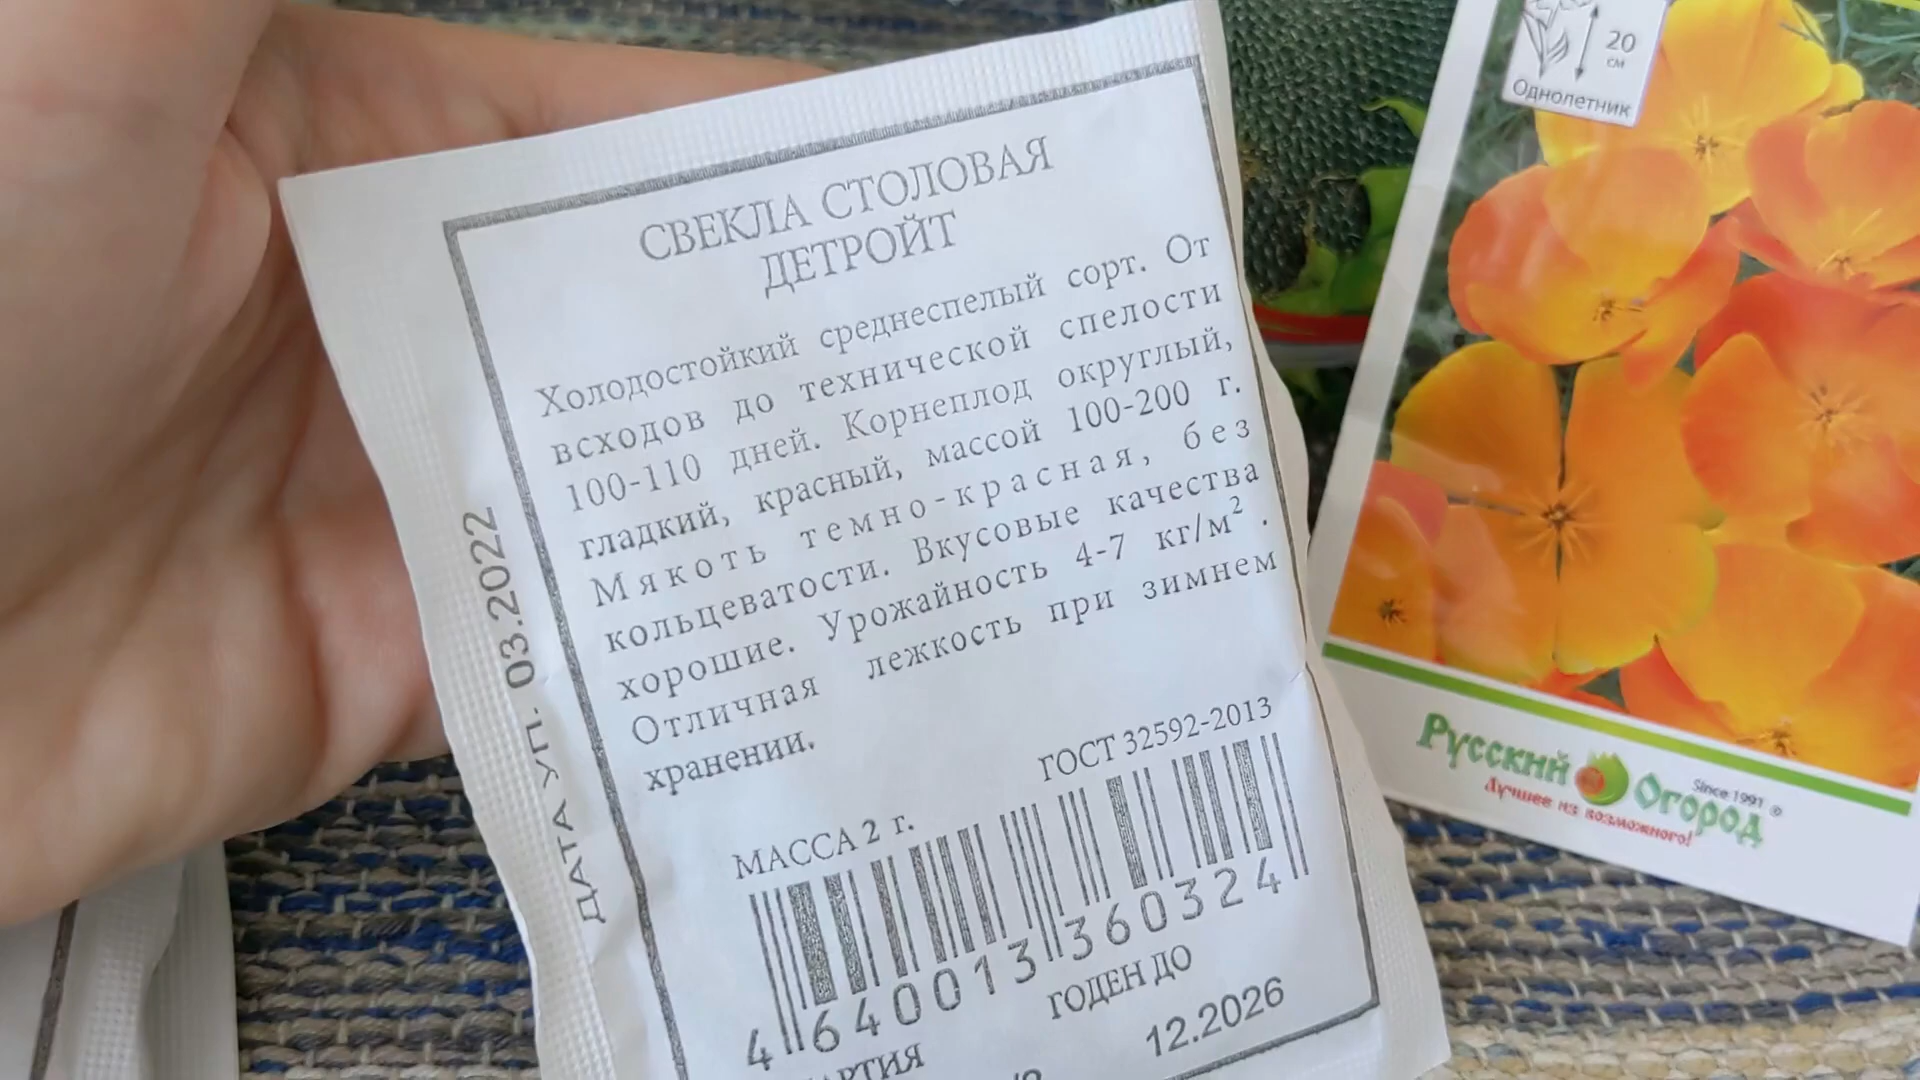 СВЕКЛА СТОЛОВАЯ
ДЕТРОЙТ
Холодостойкий среднеспелый сорт. От
всходов до технической спелости
100-110 дней. Корнеплод округлый,
гладкий, красный, массой 100-200 г.
Мякоть темно-красная, без
кольцеватости. Вкусовые качества
хорошие. Урожайность 4-7 кг/м².
Отличная лежкость при зимнем
хранении.
ГОСТ 32592-2013
МАССА 2 г.
4 640013 360324
ГОДЕН ДО
12.2026
ДАТА УП. 03.2022
20
см
Однолетник
Русский Огород
Since 1991 ®
Лучшее из возможного!